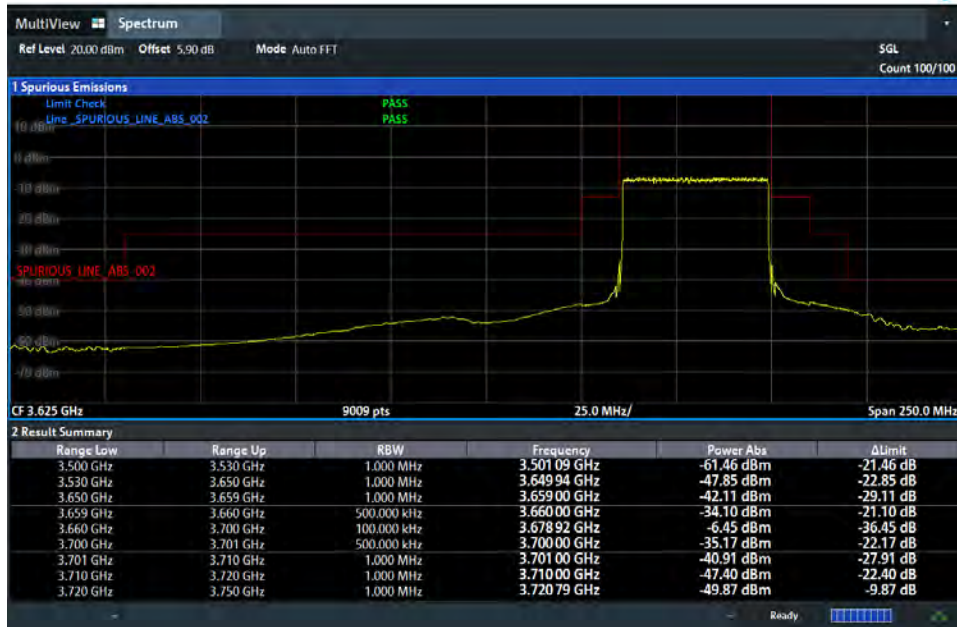 MultiView Spectrum
Ref Level 20.00 dBm Offset 5.90 dB Mode Auto FFT SGL
Count 100/100
1 Spurious Emissions
Limit Check PASS
Line _SPURIOUS_LINE_ABS_002 PASS
10 dBm
0 dBm
-10 dBm
-20 dBm
-30 dBm
SPURIOUS_LINE_ABS_002
-40 dBm
-50 dBm
-60 dBm
-70 dBm
CF 3.625 GHz 9009 pts 25.0 MHz/ Span 250.0 MHz
2 Result Summary
Range Low Range Up RBW Frequency Power Abs ΔLimit
3.500 GHz 3.530 GHz 1.000 MHz 3.501 09 GHz -61.46 dBm -21.46 dB
3.530 GHz 3.650 GHz 1.000 MHz 3.649 94 GHz -47.85 dBm -22.85 dB
3.650 GHz 3.659 GHz 1.000 MHz 3.659 00 GHz -42.11 dBm -29.11 dB
3.659 GHz 3.660 GHz 500.000 kHz 3.660 00 GHz -34.10 dBm -21.10 dB
3.660 GHz 3.700 GHz 100.000 kHz 3.678 92 GHz -6.45 dBm -36.45 dB
3.700 GHz 3.701 GHz 500.000 kHz 3.700 00 GHz -35.17 dBm -22.17 dB
3.701 GHz 3.710 GHz 1.000 MHz 3.701 00 GHz -40.91 dBm -27.91 dB
3.710 GHz 3.720 GHz 1.000 MHz 3.710 00 GHz -47.40 dBm -22.40 dB
3.720 GHz 3.750 GHz 1.000 MHz 3.720 79 GHz -49.87 dBm -9.87 dB
Ready